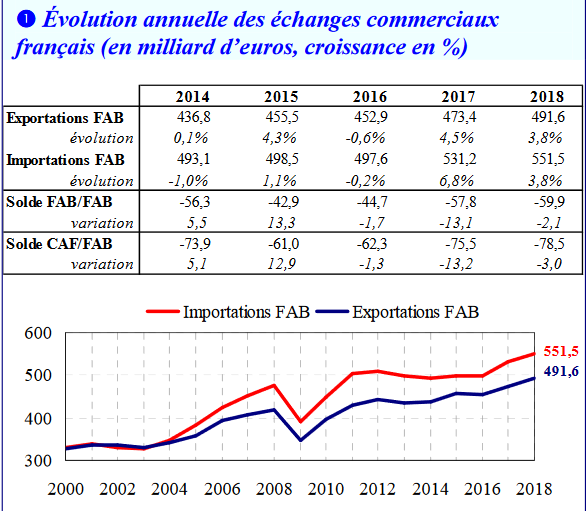 ❶ Évolution annuelle des échanges commerciaux
français (en milliard d’euros, croissance en %)
2014 2015 2016 2017 2018
Exportations FAB 436,8 455,5 452,9 473,4 491,6
évolution 0,1% 4,3% -0,6% 4,5% 3,8%
Importations FAB 493,1 498,5 497,6 531,2 551,5
évolution -1,0% 1,1% -0,2% 6,8% 3,8%
Solde FAB/FAB -56,3 -42,9 -44,7 -57,8 -59,9
variation 5,5 13,3 -1,7 -13,1 -2,1
Solde CAF/FAB -73,9 -61,0 -62,3 -75,5 -78,5
variation 5,1 12,9 -1,3 -13,2 -3,0
Importations FAB Exportations FAB
600
551,5
500
491,6
400
300
2000 2002 2004 2006 2008 2010 2012 2014 2016 2018